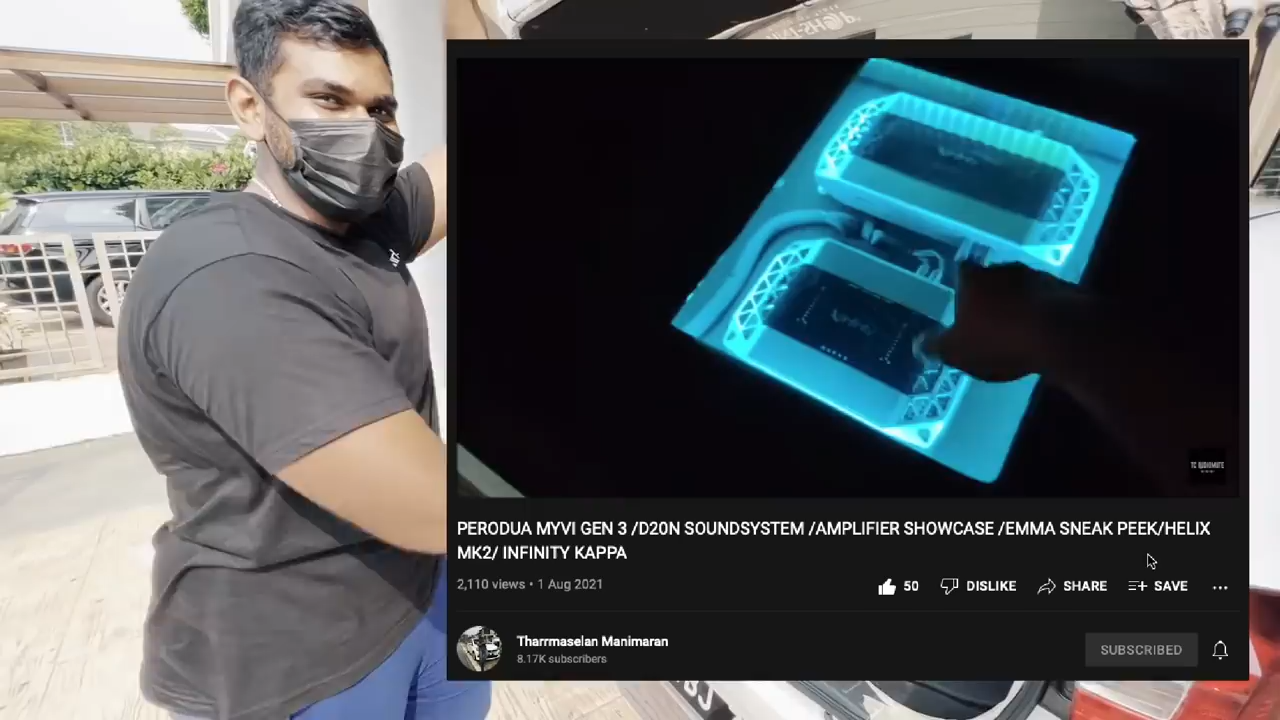 PERODUA MYVI GEN 3 /D20N SOUNDSYSTEM /AMPLIFIER SHOWCASE /EMMA SNEAK PEEK/HELIX
MK2/ INFINITY KAPPA
2,110 views • 1 Aug 2021
50
DISLIKE
SHARE
SAVE
Tharrmaselan Manimaran
8.17K subscribers
SUBSCRIBED